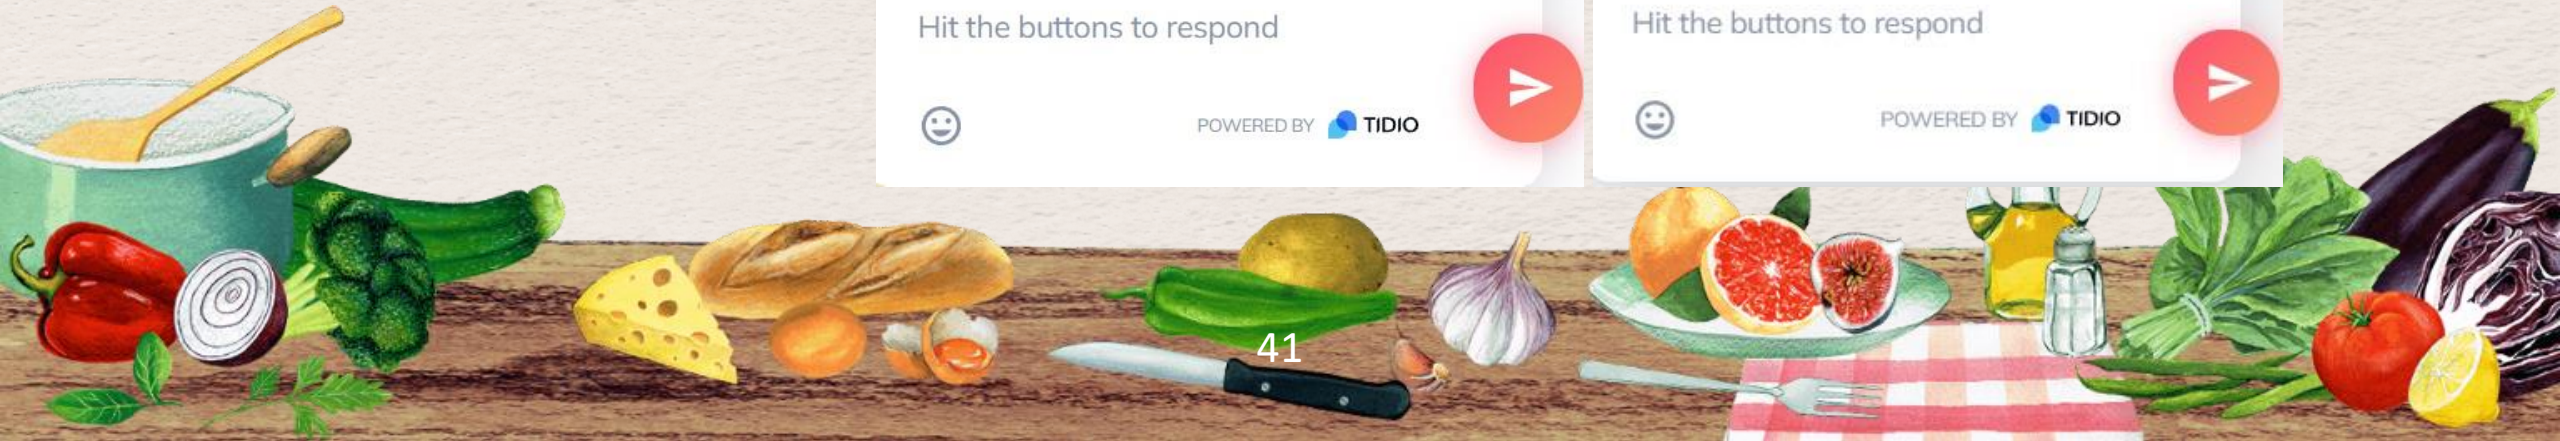 Hit the buttons to respond
POWERED BY TIDIO
Hit the buttons to respond
POWERED BY TIDIO
41